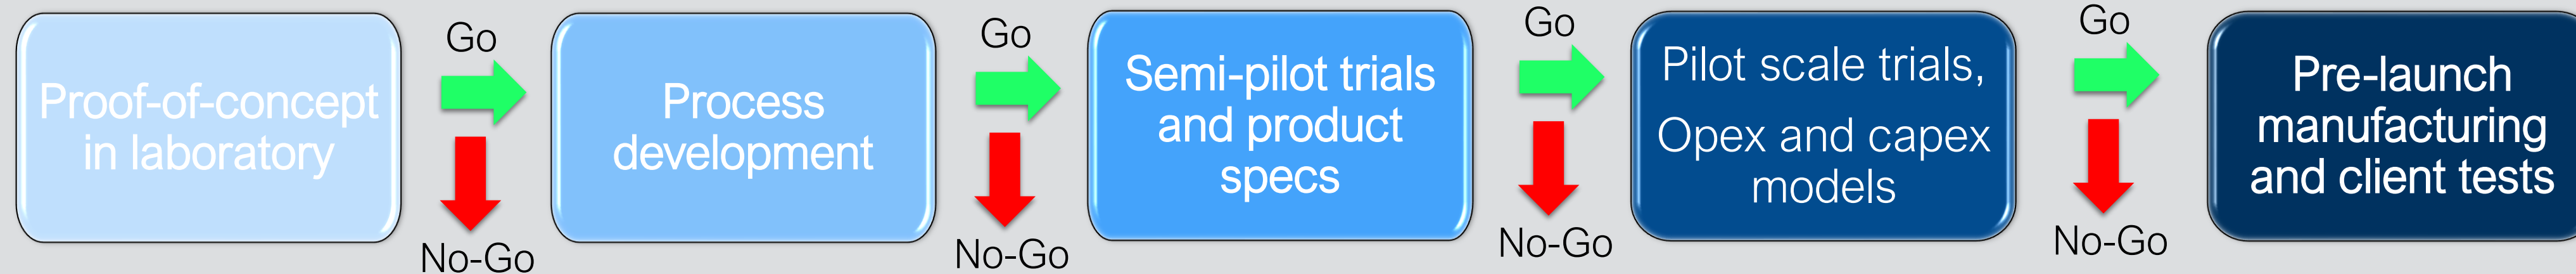 Proof-of-concept
in laboratory
Go
No-Go
Process
development
Go
No-Go
Semi-pilot trials
and product
specs
Go
No-Go
Pilot scale trials,
Opex and capex
models
Go
No-Go
Pre-launch
manufacturing
and client tests